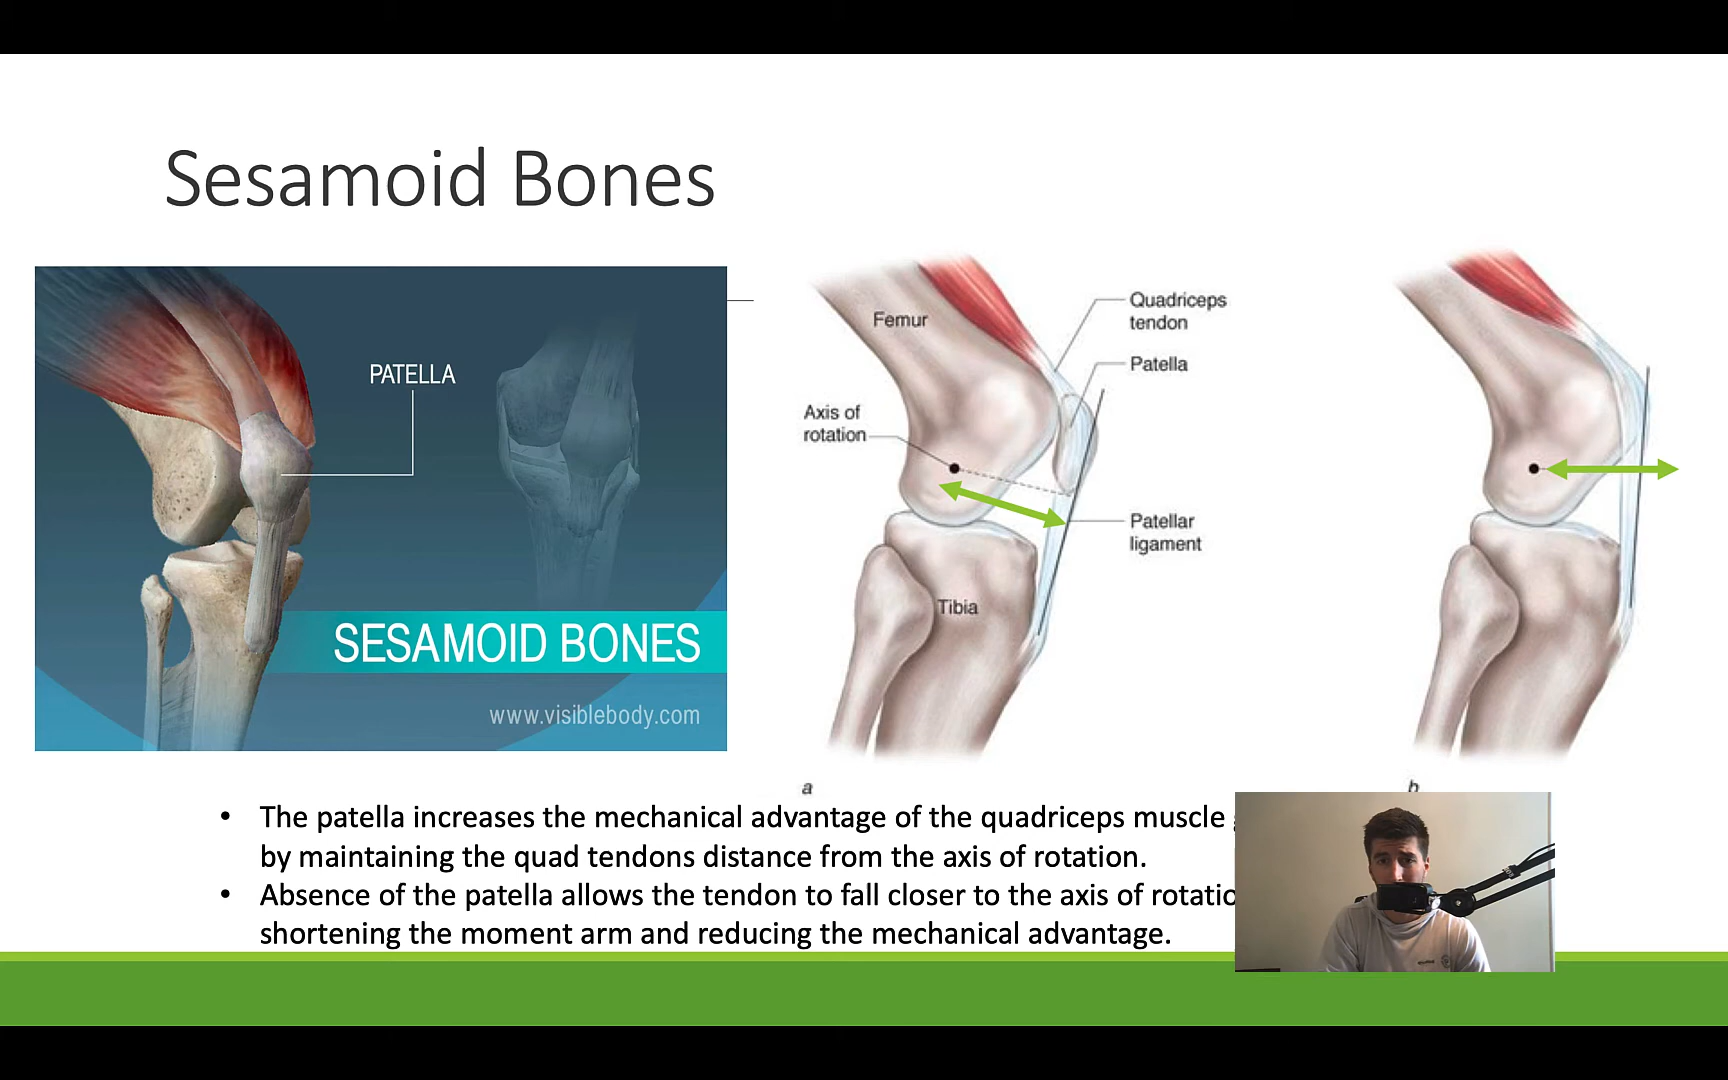 Sesamoid Bones
PATELLA
SESAMOID BONES
www.visiblebody.com
Femur
Quadriceps
tendon
Patella
Axis of
rotation
Patellar
ligament
Tibia
a
b
• The patella increases the mechanical advantage of the quadriceps muscle
by maintaining the quad tendons distance from the axis of rotation.
• Absence of the patella allows the tendon to fall closer to the axis of rotatio
shortening the moment arm and reducing the mechanical advantage.